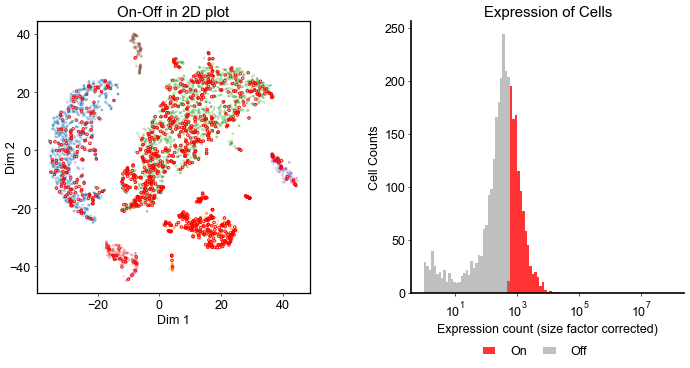 On-Off in 2D plot
Dim 2
40
20
0
−20
−40
−20
0
20
40
Dim 1
Expression of Cells
Cell Counts
250
200
150
100
50
0
10^1
10^3
10^5
10^7
Expression count (size factor corrected)
On Off